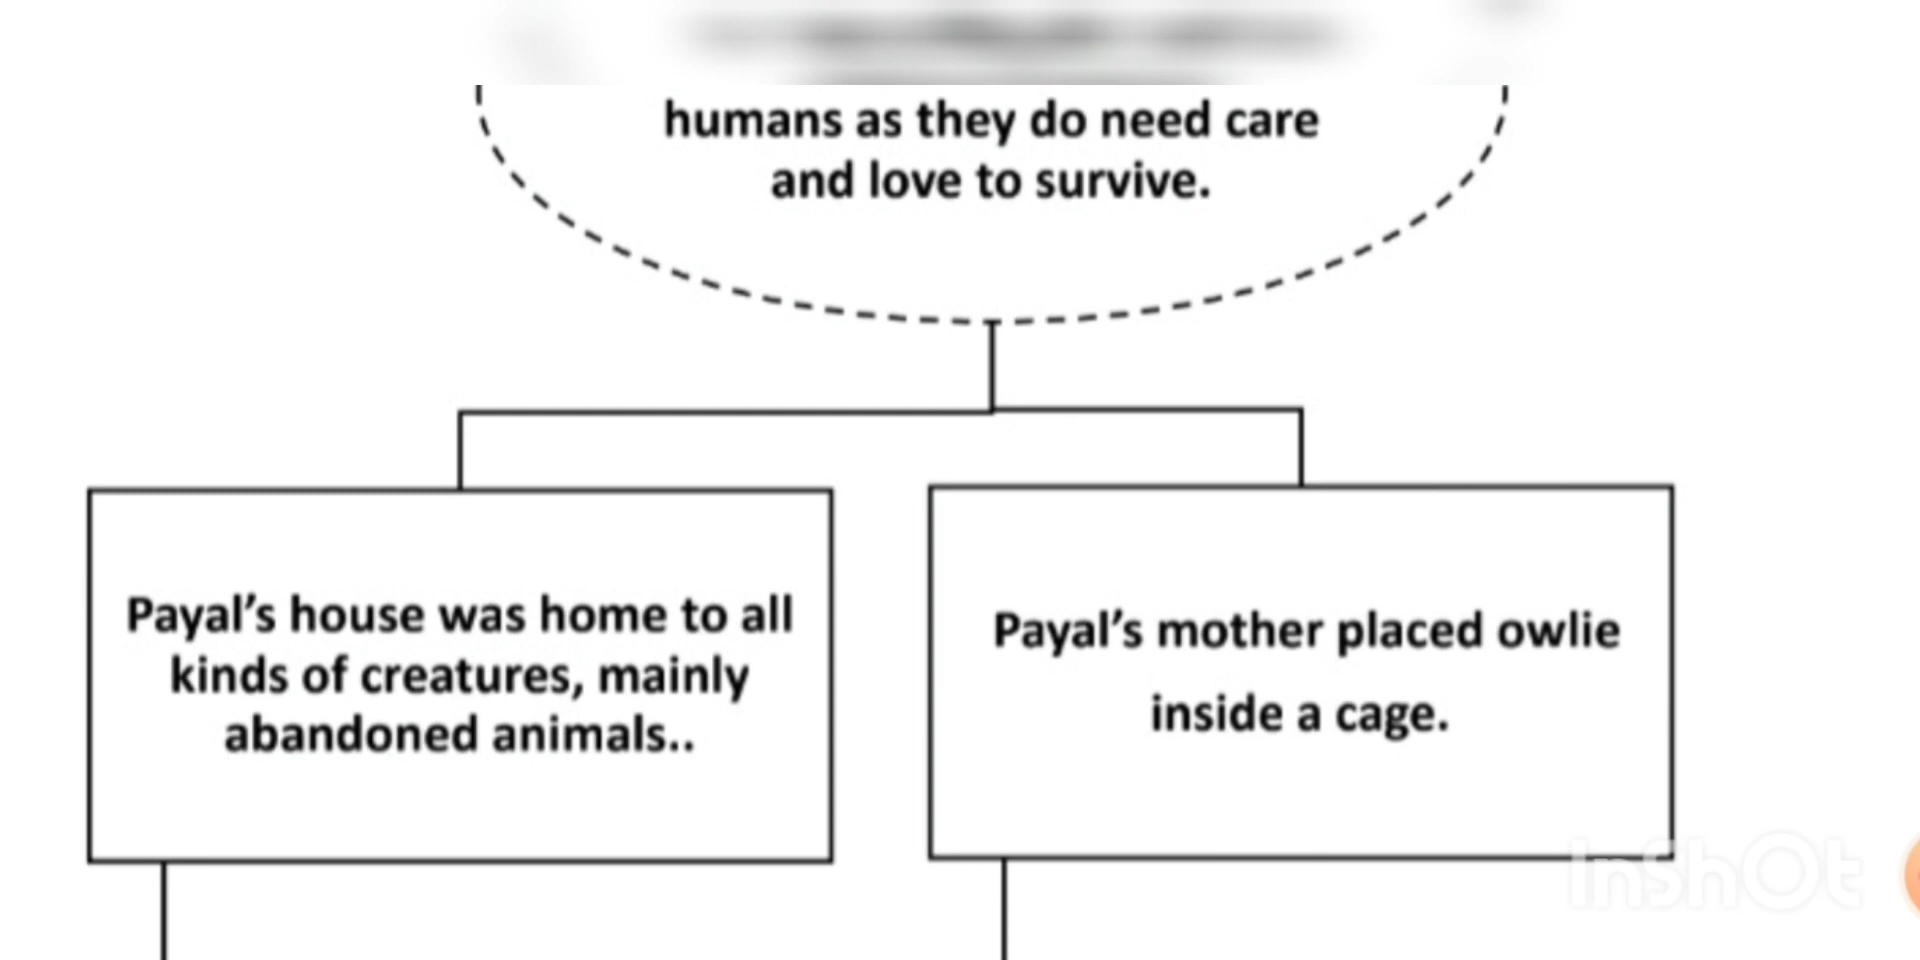 humans as they do need care
and love to survive.
Payal’s house was home to all
kinds of creatures, mainly
abandoned animals..
Payal’s mother placed owlie
inside a cage.
InShOt